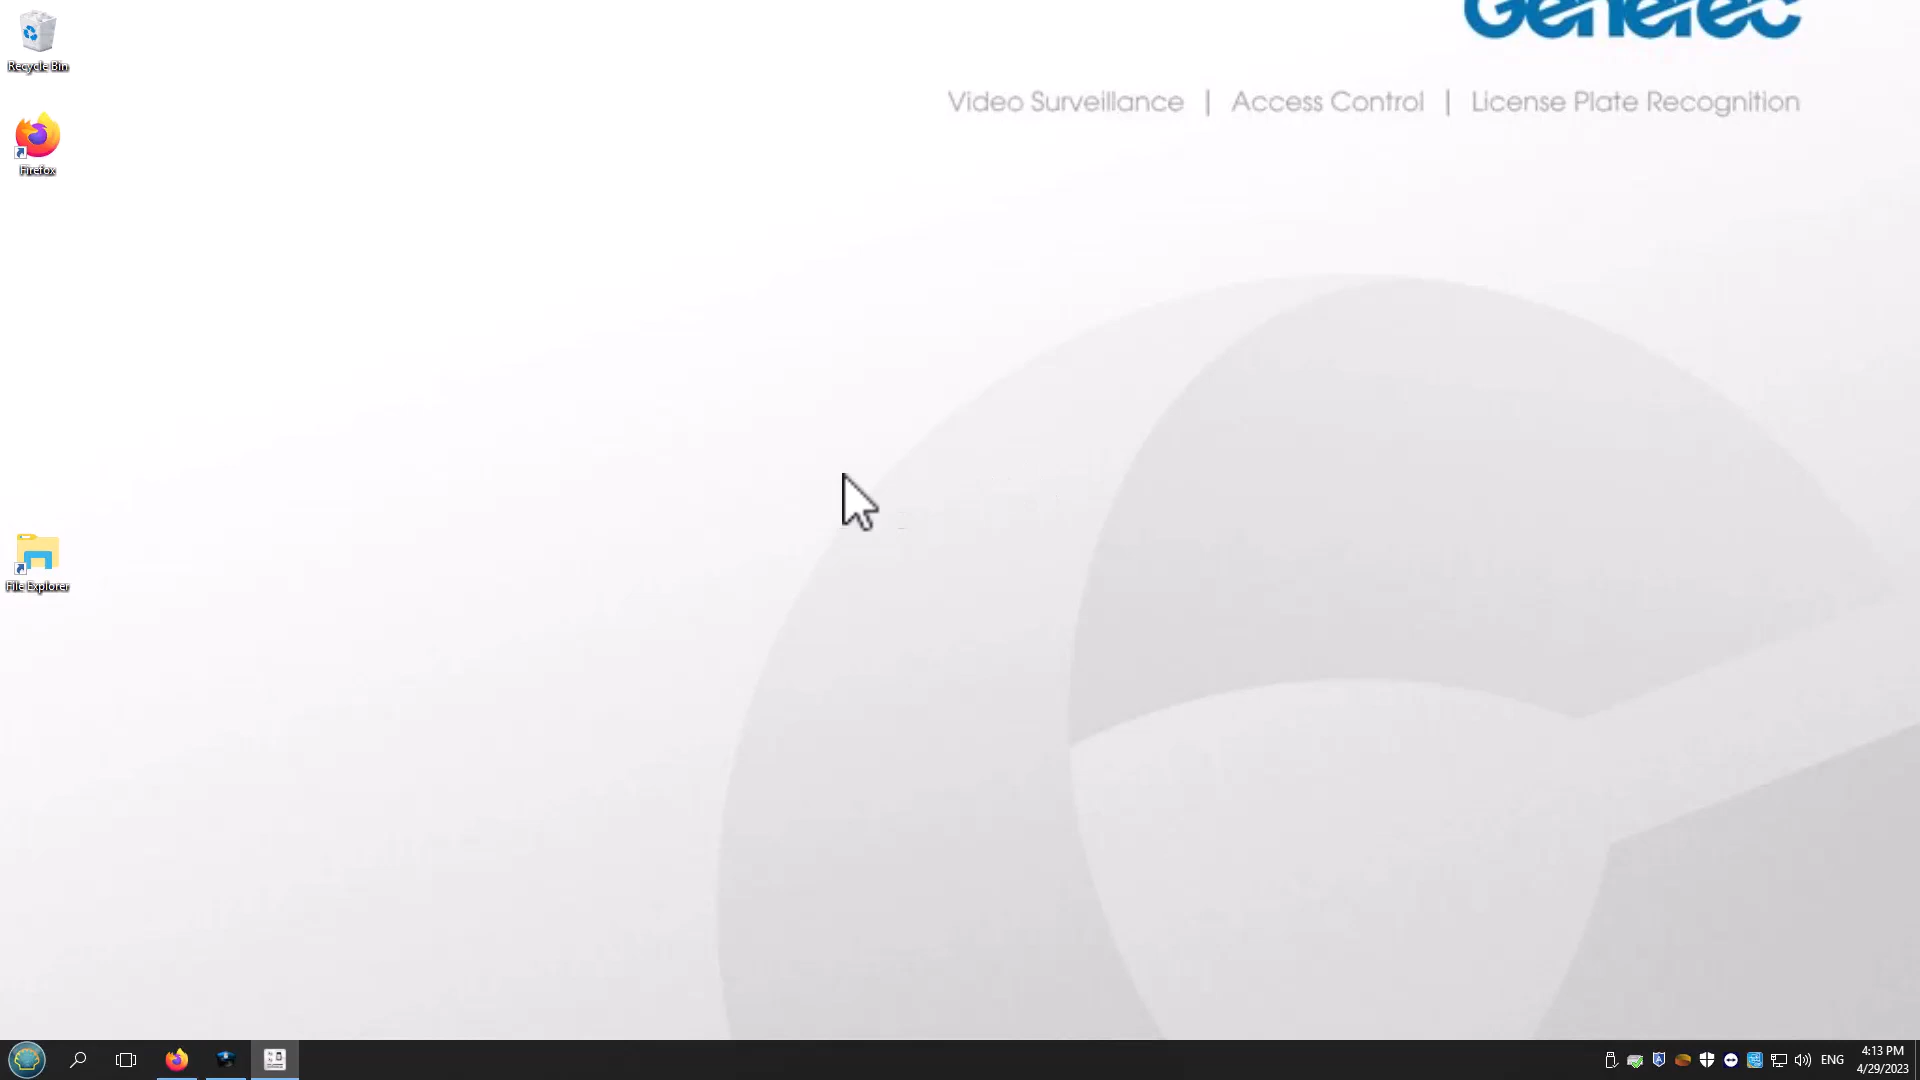 Genetec
Video Surveillance | Access Control | License Plate Recognition
Recycle Bin
Firefox
File Explorer
ENG
4:13 PM
4/29/2023